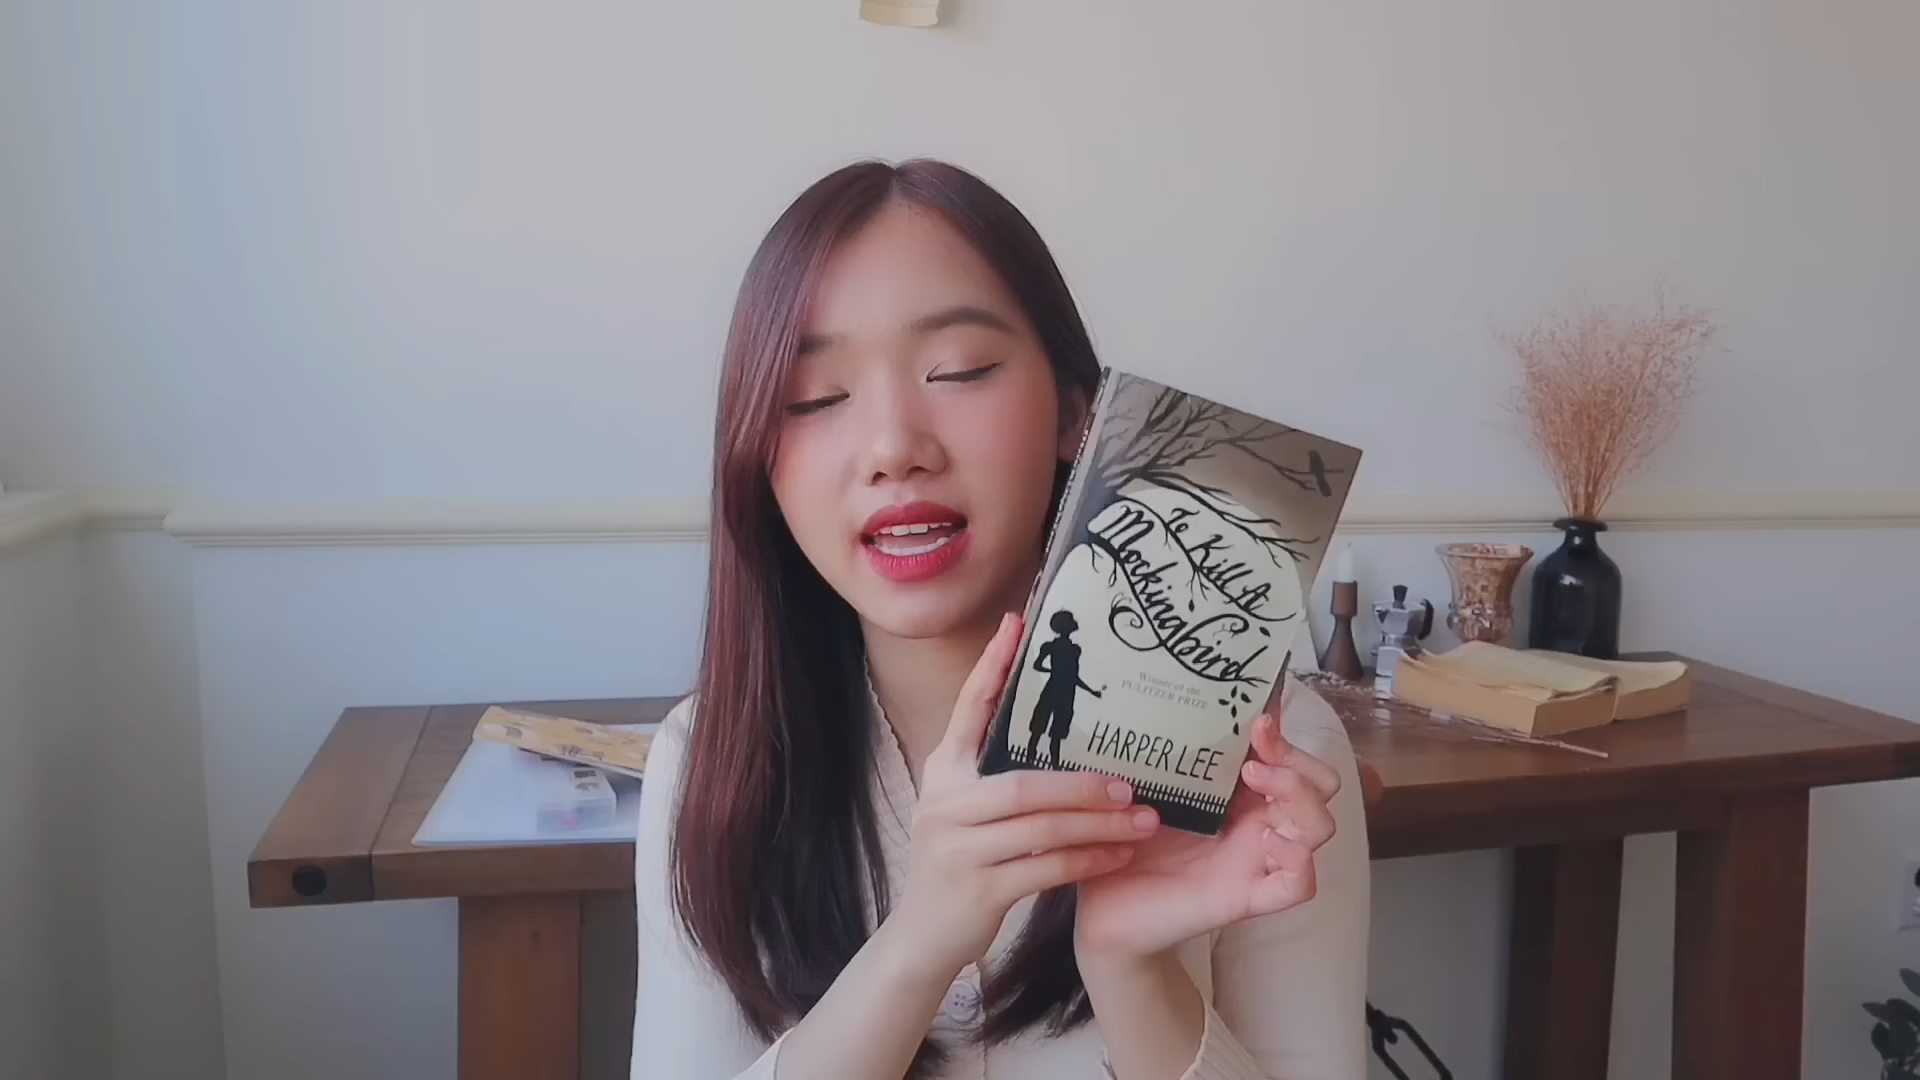 To Kill A
Mockingbird
Winner of the
PULITZER PRIZE
HARPER LEE